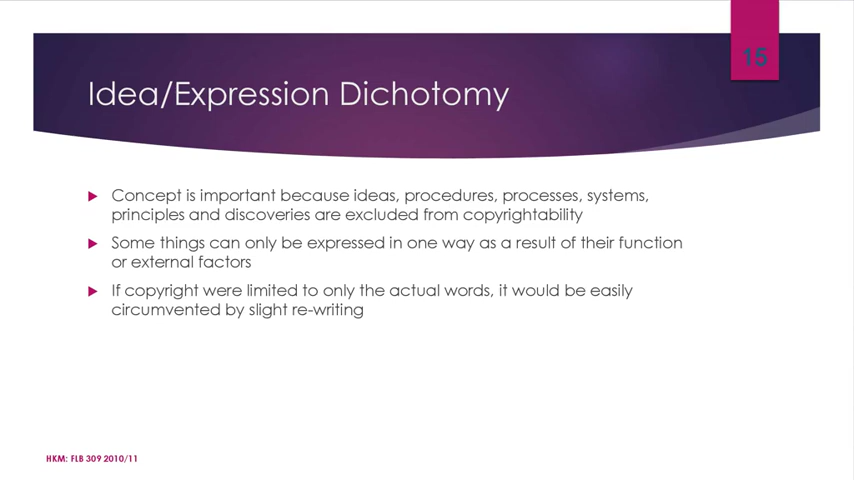 15
Idea/Expression Dichotomy
Concept is important because ideas, procedures, processes, systems,
principles and discoveries are excluded from copyrightability
Some things can only be expressed in one way as a result of their function
or external factors
If copyright were limited to only the actual words, it would be easily
circumvented by slight re-writing
HKM: FLB 309 2010/11